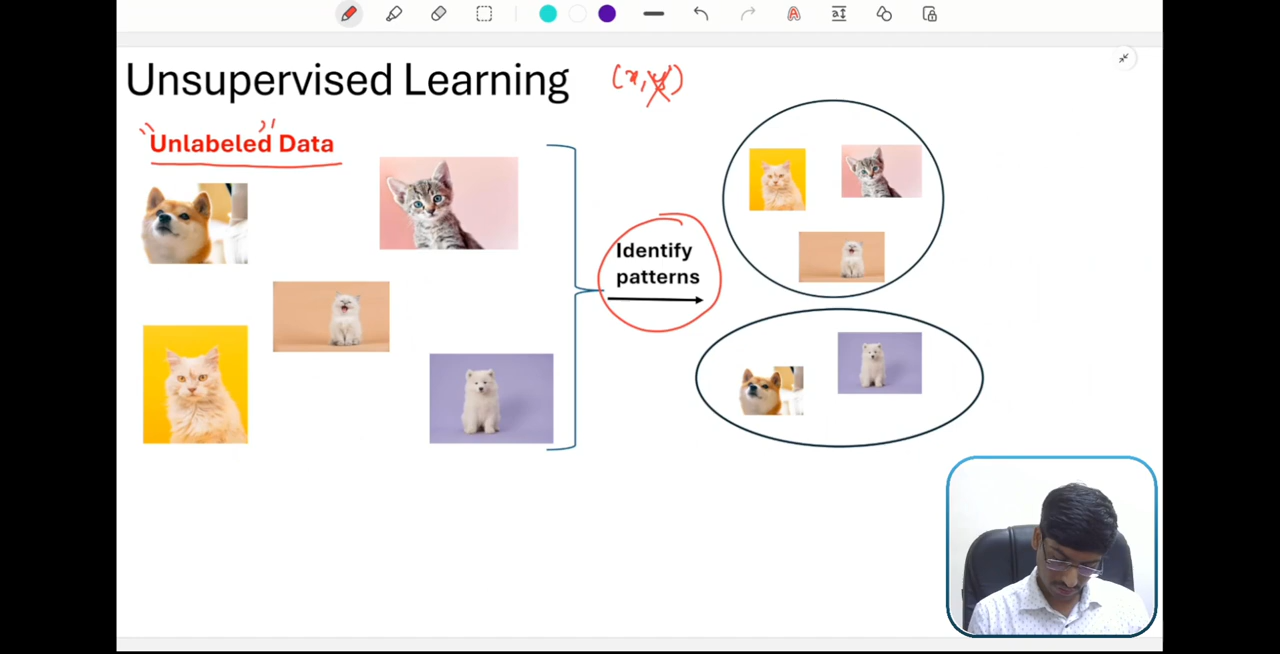 Unsupervised Learning (x, y)
"Unlabeled" Data
Identify
patterns